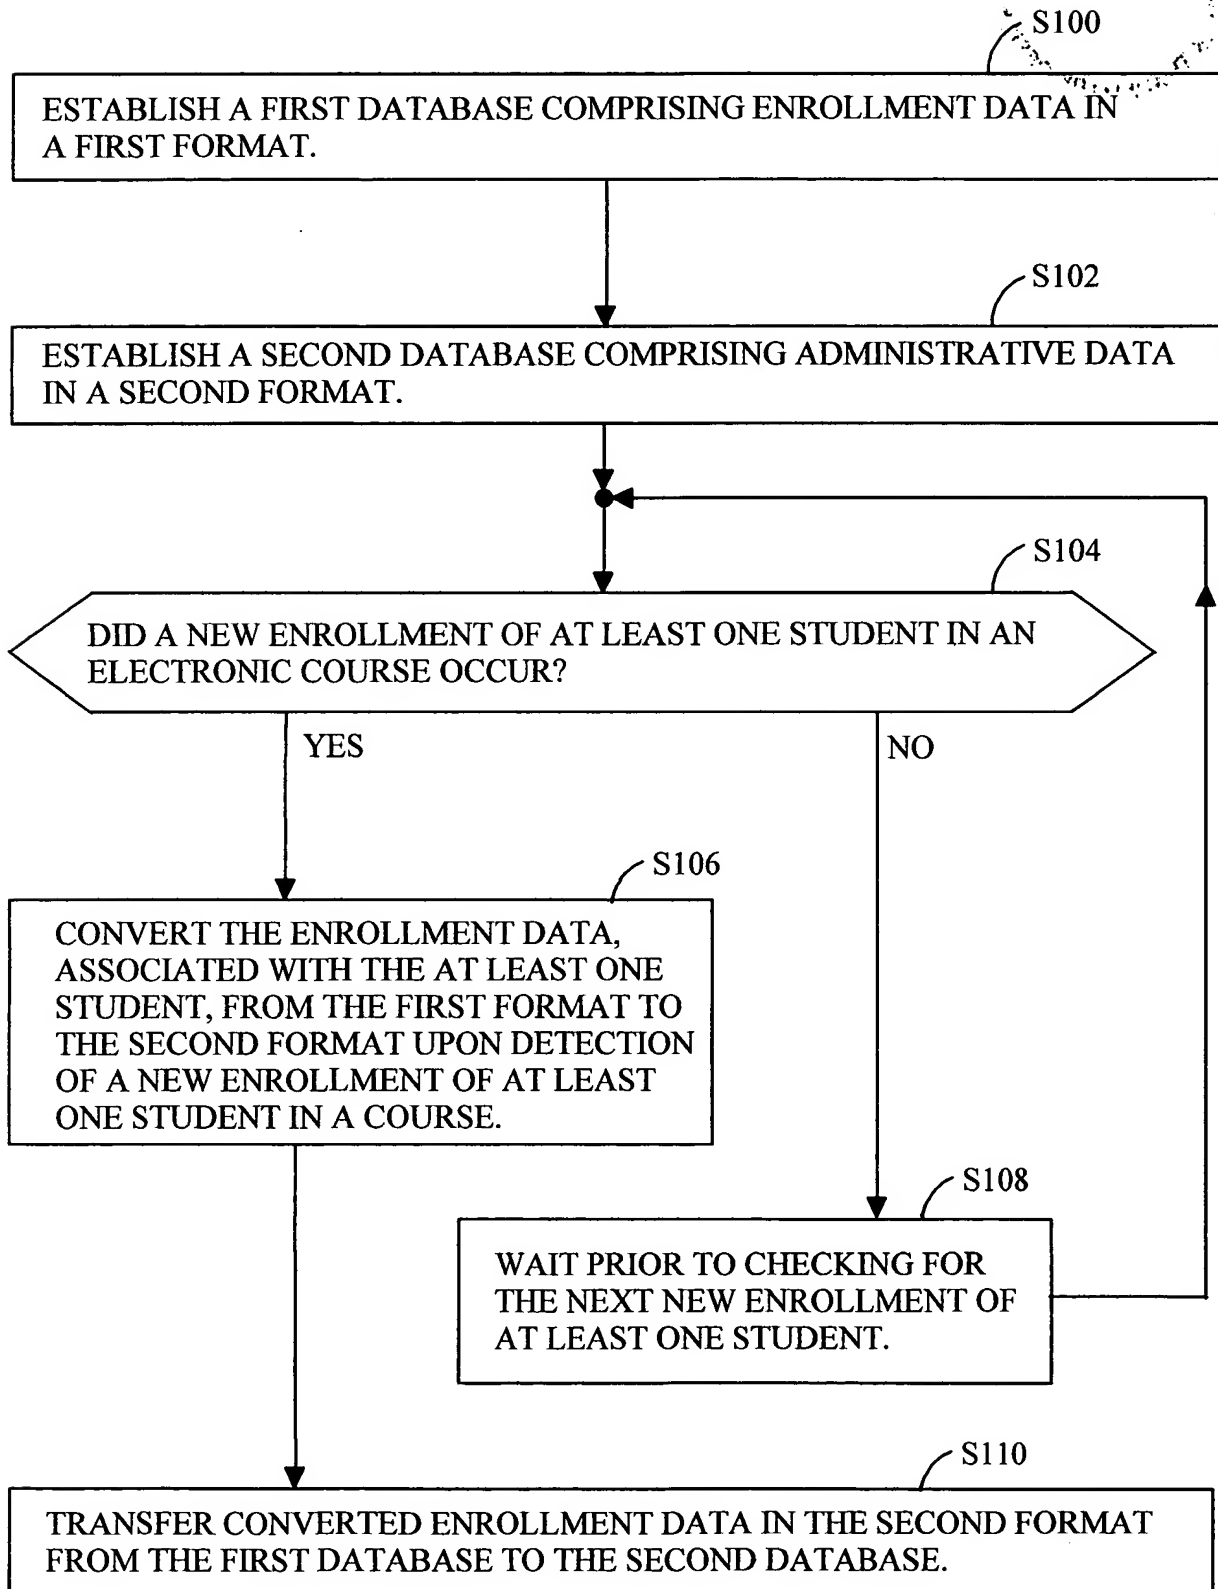 S100
ESTABLISH A FIRST DATABASE COMPRISING ENROLLMENT DATA IN
A FIRST FORMAT.
S102
ESTABLISH A SECOND DATABASE COMPRISING ADMINISTRATIVE DATA
IN A SECOND FORMAT.
S104
DID A NEW ENROLLMENT OF AT LEAST ONE STUDENT IN AN
ELECTRONIC COURSE OCCUR?
YES
NO
S106
CONVERT THE ENROLLMENT DATA,
ASSOCIATED WITH THE AT LEAST ONE
STUDENT, FROM THE FIRST FORMAT TO
THE SECOND FORMAT UPON DETECTION
OF A NEW ENROLLMENT OF AT LEAST
ONE STUDENT IN A COURSE.
S108
WAIT PRIOR TO CHECKING FOR
THE NEXT NEW ENROLLMENT OF
AT LEAST ONE STUDENT.
S110
TRANSFER CONVERTED ENROLLMENT DATA IN THE SECOND FORMAT
FROM THE FIRST DATABASE TO THE SECOND DATABASE.